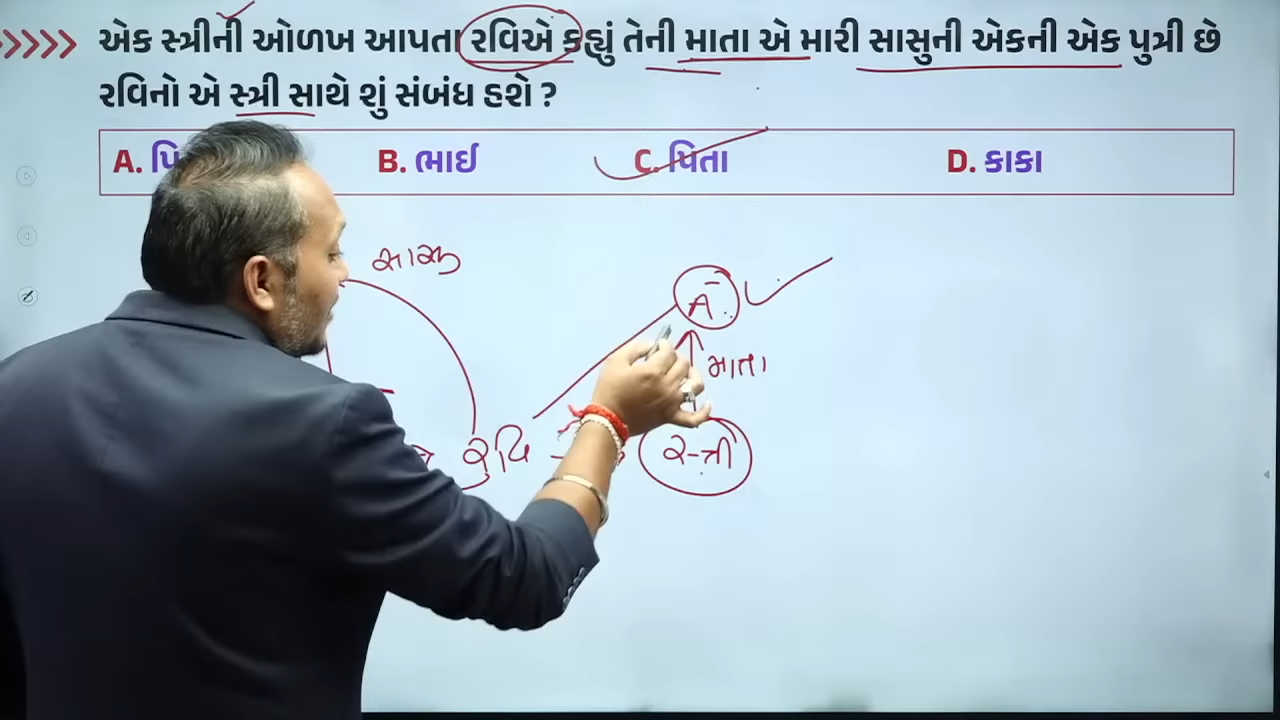 એક સ્ત્રીની ઓળખ આપતા રવિએ કહ્યું તેની માતા એ મારી સાસુની એકની એક પુત્રી છે
રવિનો એ સ્ત્રી સાથે શું સંબંધ હશે ?
A. પિ
B. ભાઈ
C. પિતા
D. કાકા
સાસુ
A
માતા
રવિ
સ્ત્રી